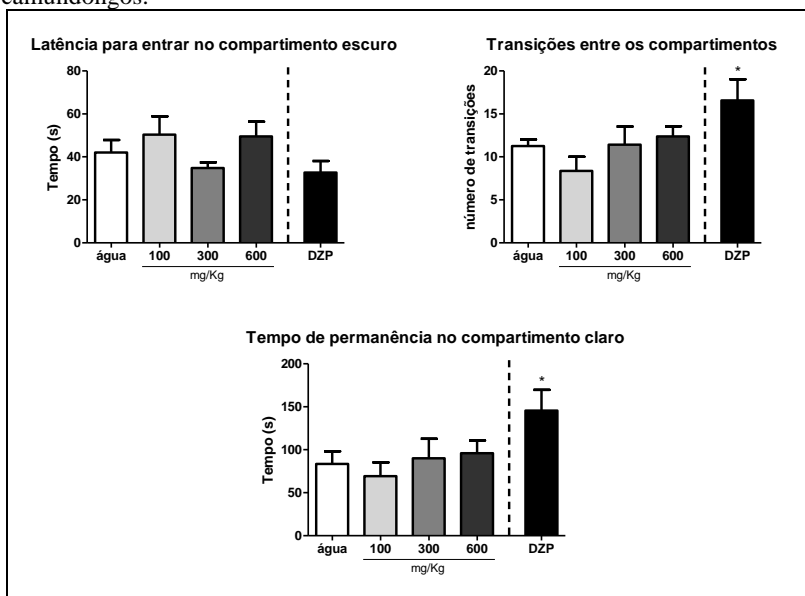 camundongos.
Latência para entrar no compartimento escuro
80
60
40
20
0
Tempo (s)
água 100 300 600 DZP
mg/Kg
Transições entre os compartimentos
20
15
10
5
0
número de transições
*
água 100 300 600 DZP
mg/Kg
Tempo de permanência no compartimento claro
200
150
100
50
0
Tempo (s)
*
água 100 300 600 DZP
mg/Kg